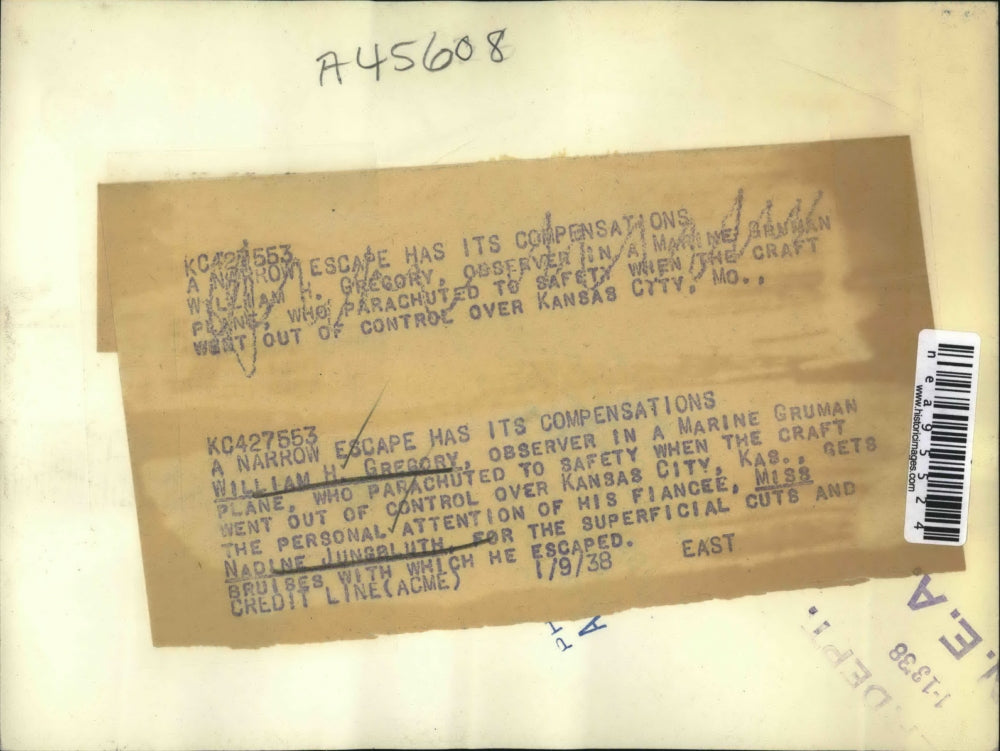 A45608
KC427553
A NARROW ESCAPE HAS ITS COMPENSATIONS
WILLIAM H. GREGORY, OBSERVER IN A MARINE GRUMAN
PLANE, WHO PARACHUTED TO SAFETY WHEN THE CRAFT
WENT OUT OF CONTROL OVER KANSAS CITY, MO.,
KC427553
A NARROW ESCAPE HAS ITS COMPENSATIONS
WILLIAM H. GREGORY, OBSERVER IN A MARINE GRUMAN
PLANE, WHO PARACHUTED TO SAFETY WHEN THE CRAFT
WENT OUT OF CONTROL OVER KANSAS CITY, KAS., GETS
THE PERSONAL ATTENTION OF HIS FIANCEE, MISS
NADINE JUNGBLUTH, FOR THE SUPERFICIAL CUTS AND
BRUISES WITH WHICH HE ESCAPED.
CREDIT LINE(ACME) 1/9/38 EAST
nea95524
www.historicimages.com
DEPT.
1-1338
N.E.A